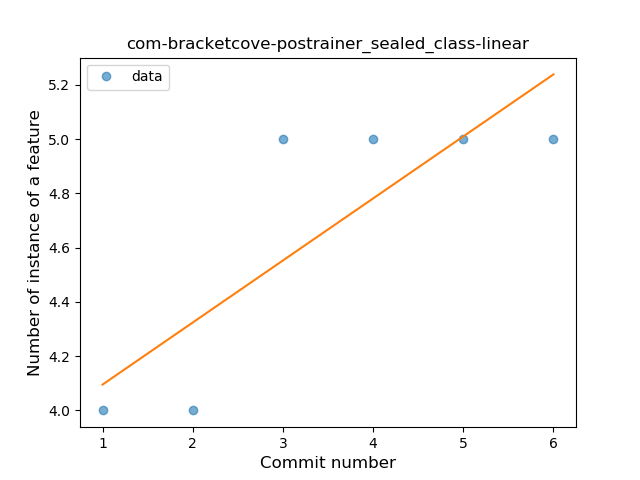 com-bracketcove-postrainer_sealed_class-linear
data
Number of instance of a feature
5.2
5.0
4.8
4.6
4.4
4.2
4.0
1 2 3 4 5 6
Commit number